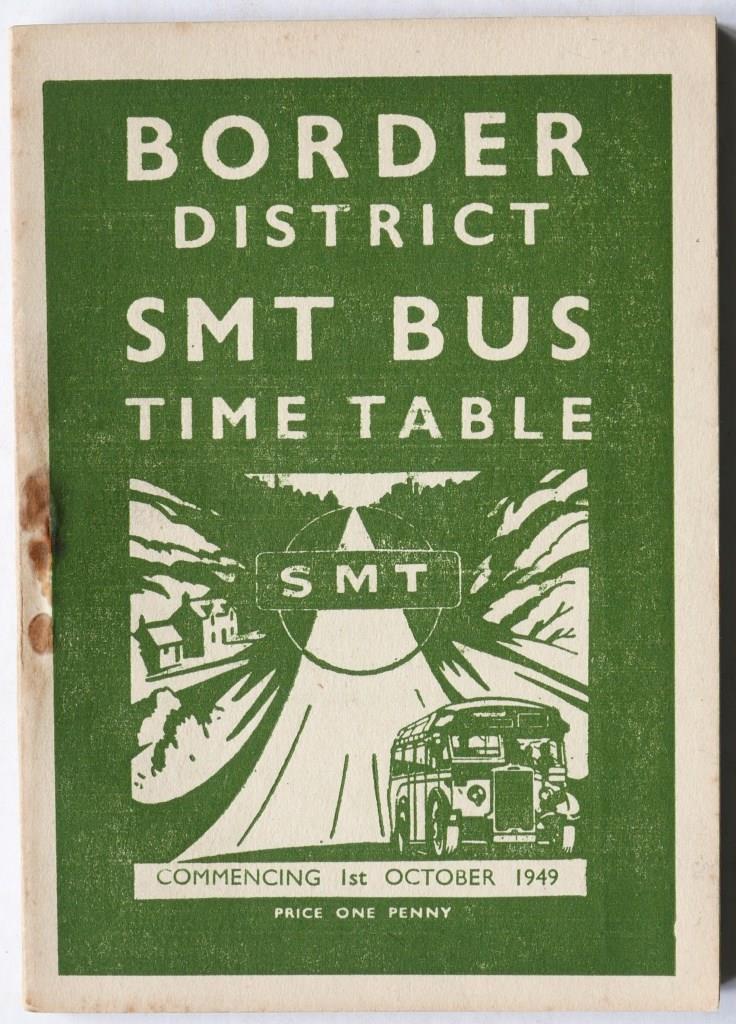 BORDER
DISTRICT
SMT BUS
TIME TABLE
SMT
COMMENCING 1st OCTOBER 1949
PRICE ONE PENNY